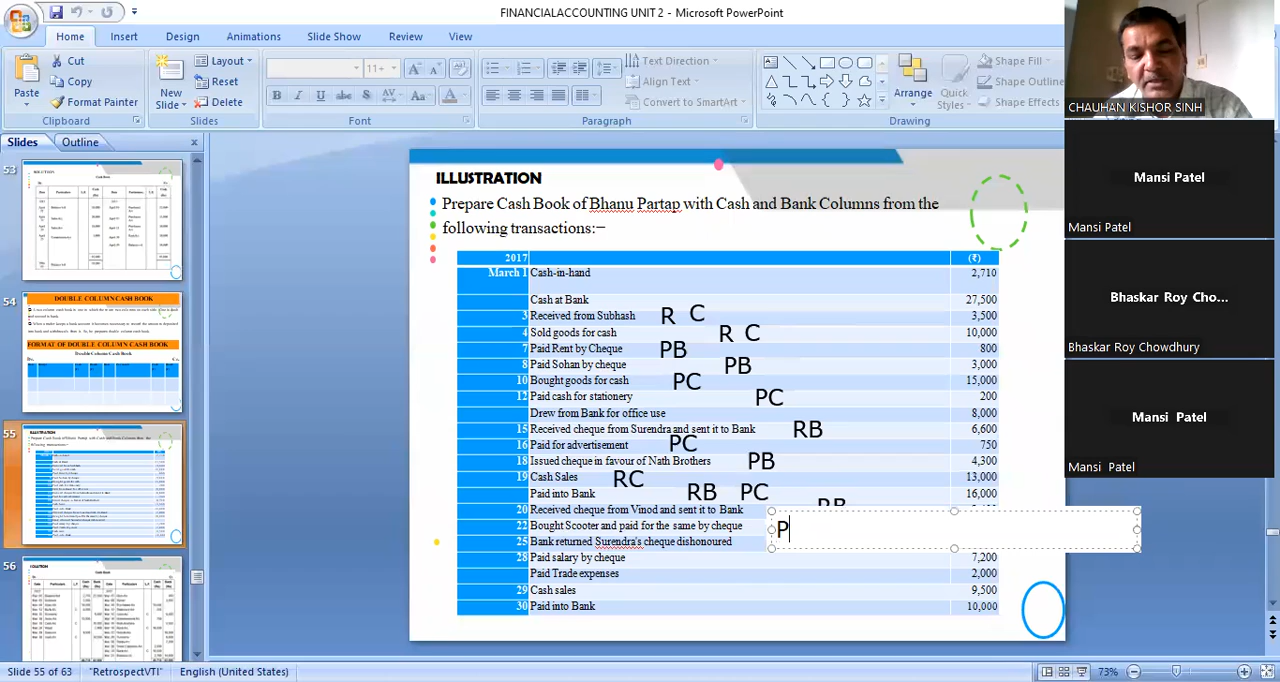 FINANCIALACCOUNTING UNIT 2 - Microsoft PowerPoint
Home Insert Design Animations Slide Show Review View
Paste Cut Copy Format Painter Clipboard
New Slide Layout Reset Delete Slides
11 B I U abc S AV Aa A Font
Text Direction Align Text Convert to SmartArt Paragraph
Arrange Quick Styles Shape Fill Shape Outline Shape Effects Drawing
Slides Outline
53
54
DOUBLE COLUMN CASH BOOK
FORMAT OF DOUBLE COLUMN CASH BOOK
55
56
ILLUSTRATION
Prepare Cash Book of Bhanu Partap with Cash and Bank Columns from the
following transactions:−
2017 (₹)
March 1 Cash-in-hand 2,710
Cash at Bank 27,500
3 Received from Subhash R C 3,500
4 Sold goods for cash R C 10,000
7 Paid Rent by Cheque PB 800
8 Paid Sohan by cheque PB 3,000
10 Bought goods for cash PC 15,000
12 Paid cash for stationery PC 200
Drew from Bank for office use 8,000
15 Received cheque from Surendra and sent it to Bank RB 6,600
16 Paid for advertisement PC 750
18 Issued cheque in favour of Nath Brothers PB 4,300
19 Cash Sales RC 13,000
Paid into Bank RB PC 16,000
20 Received cheque from Vinod and sent it to Bank RB
22 Bought Scooter and paid for the same by cheque P
25 Bank returned Surendra's cheque dishonoured
28 Paid salary by cheque 7,200
Paid Trade expenses 2,000
29 Cash sales 9,500
30 Paid into Bank 10,000
CHAUHAN KISHOR SINH
Mansi Patel
Mansi Patel
Bhaskar Roy Cho...
Bhaskar Roy Chowdhury
Mansi Patel
Mansi Patel
Slide 55 of 63 "RetrospectVTI" English (United States) 73%